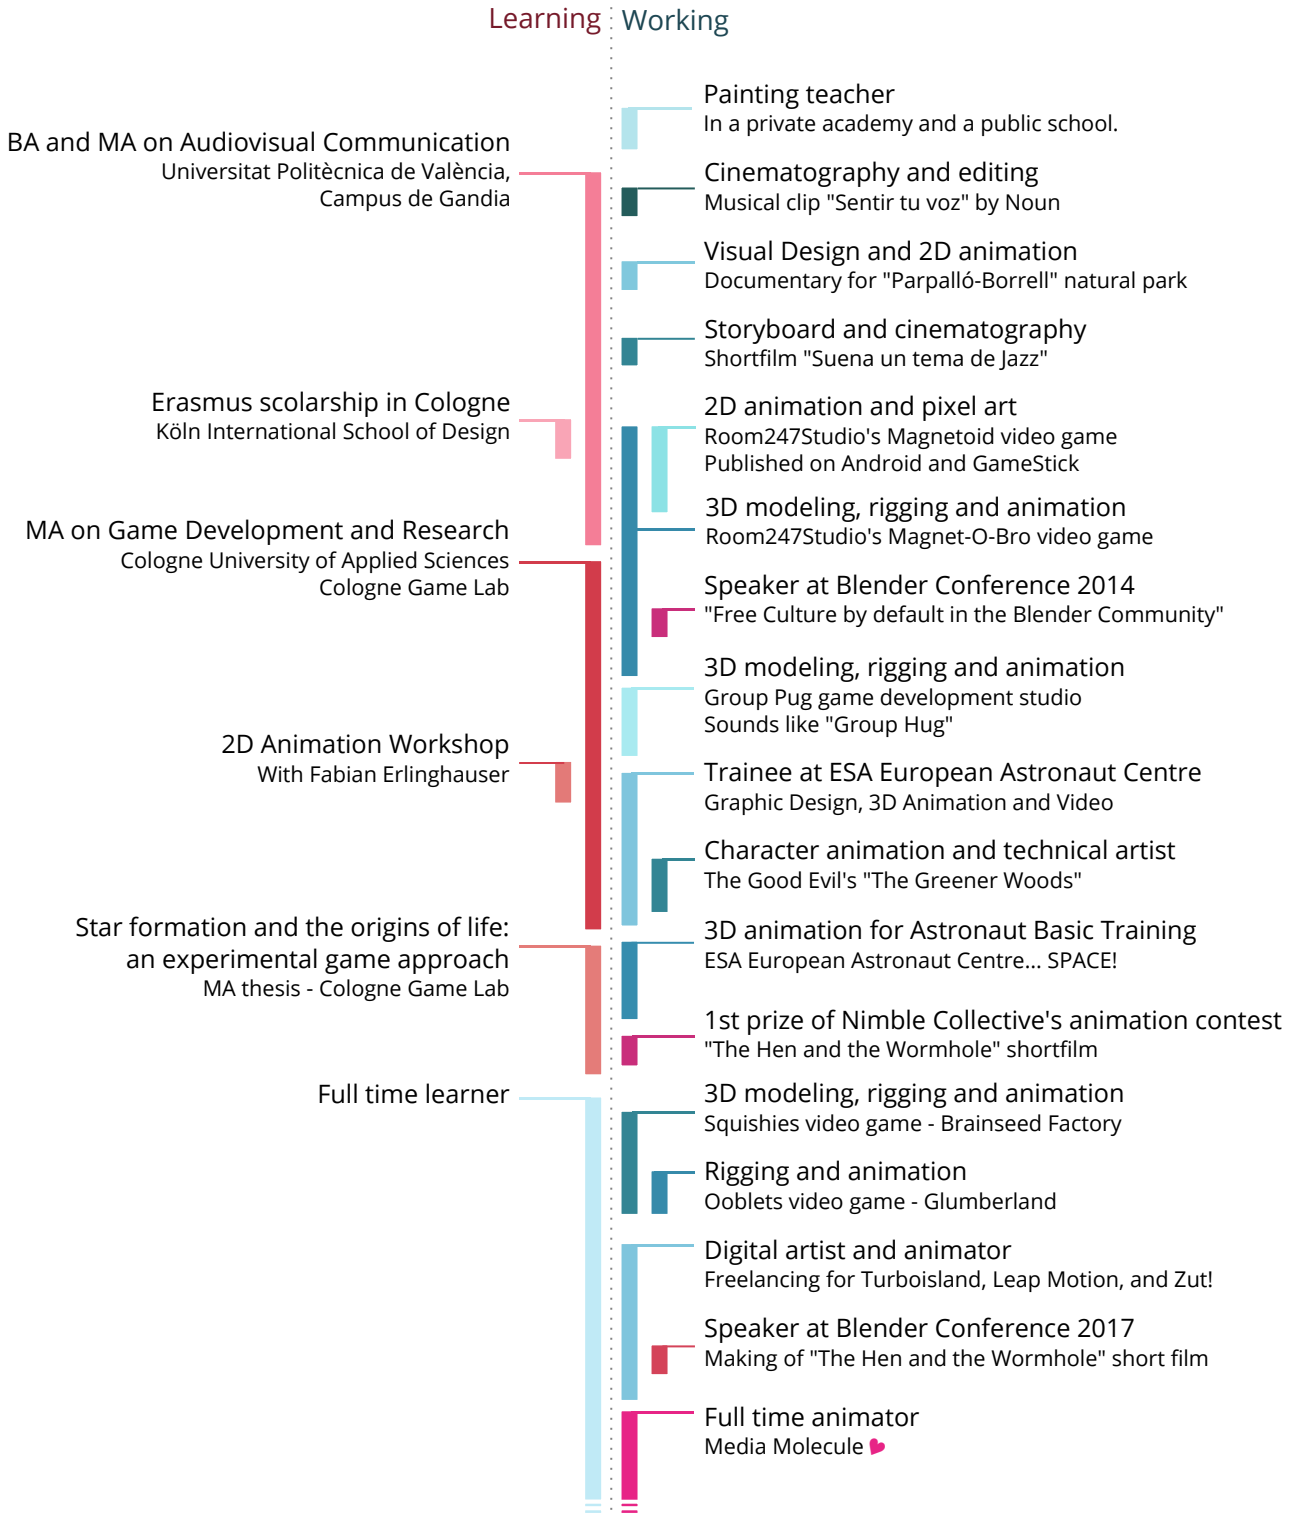 Learning
Working
BA and MA on Audiovisual Communication
Universitat Politècnica de València,
Campus de Gandia
Erasmus scolarship in Cologne
Köln International School of Design
MA on Game Development and Research
Cologne University of Applied Sciences
Cologne Game Lab
2D Animation Workshop
With Fabian Erlinghauser
Star formation and the origins of life:
an experimental game approach
MA thesis - Cologne Game Lab
Full time learner
Painting teacher
In a private academy and a public school.
Cinematography and editing
Musical clip "Sentir tu voz" by Noun
Visual Design and 2D animation
Documentary for "Parpalló-Borrell" natural park
Storyboard and cinematography
Shortfilm "Suena un tema de Jazz"
2D animation and pixel art
Room247Studio's Magnetoid video game
Published on Android and GameStick
3D modeling, rigging and animation
Room247Studio's Magnet-O-Bro video game
Speaker at Blender Conference 2014
"Free Culture by default in the Blender Community"
3D modeling, rigging and animation
Group Pug game development studio
Sounds like "Group Hug"
Trainee at ESA European Astronaut Centre
Graphic Design, 3D Animation and Video
Character animation and technical artist
The Good Evil's "The Greener Woods"
3D animation for Astronaut Basic Training
ESA European Astronaut Centre... SPACE!
1st prize of Nimble Collective's animation contest
"The Hen and the Wormhole" shortfilm
3D modeling, rigging and animation
Squishies video game - Brainseed Factory
Rigging and animation
Ooblets video game - Glumberland
Digital artist and animator
Freelancing for Turboisland, Leap Motion, and Zut!
Speaker at Blender Conference 2017
Making of "The Hen and the Wormhole" short film
Full time animator
Media Molecule